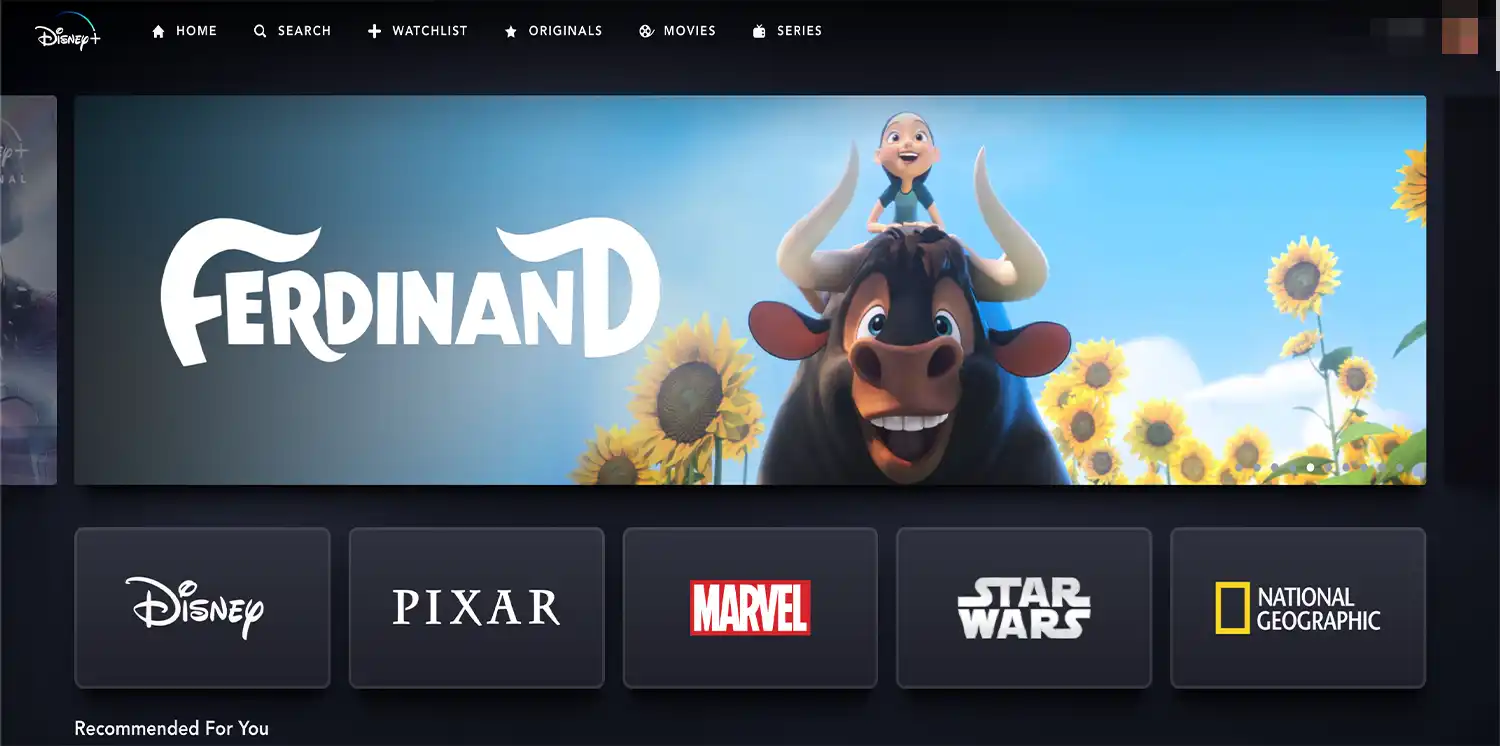 Disney+
HOME
SEARCH
WATCHLIST
ORIGINALS
MOVIES
SERIES
FERDINAND
Disney
PIXAR
MARVEL
STAR
WARS
NATIONAL
GEOGRAPHIC
Recommended For You